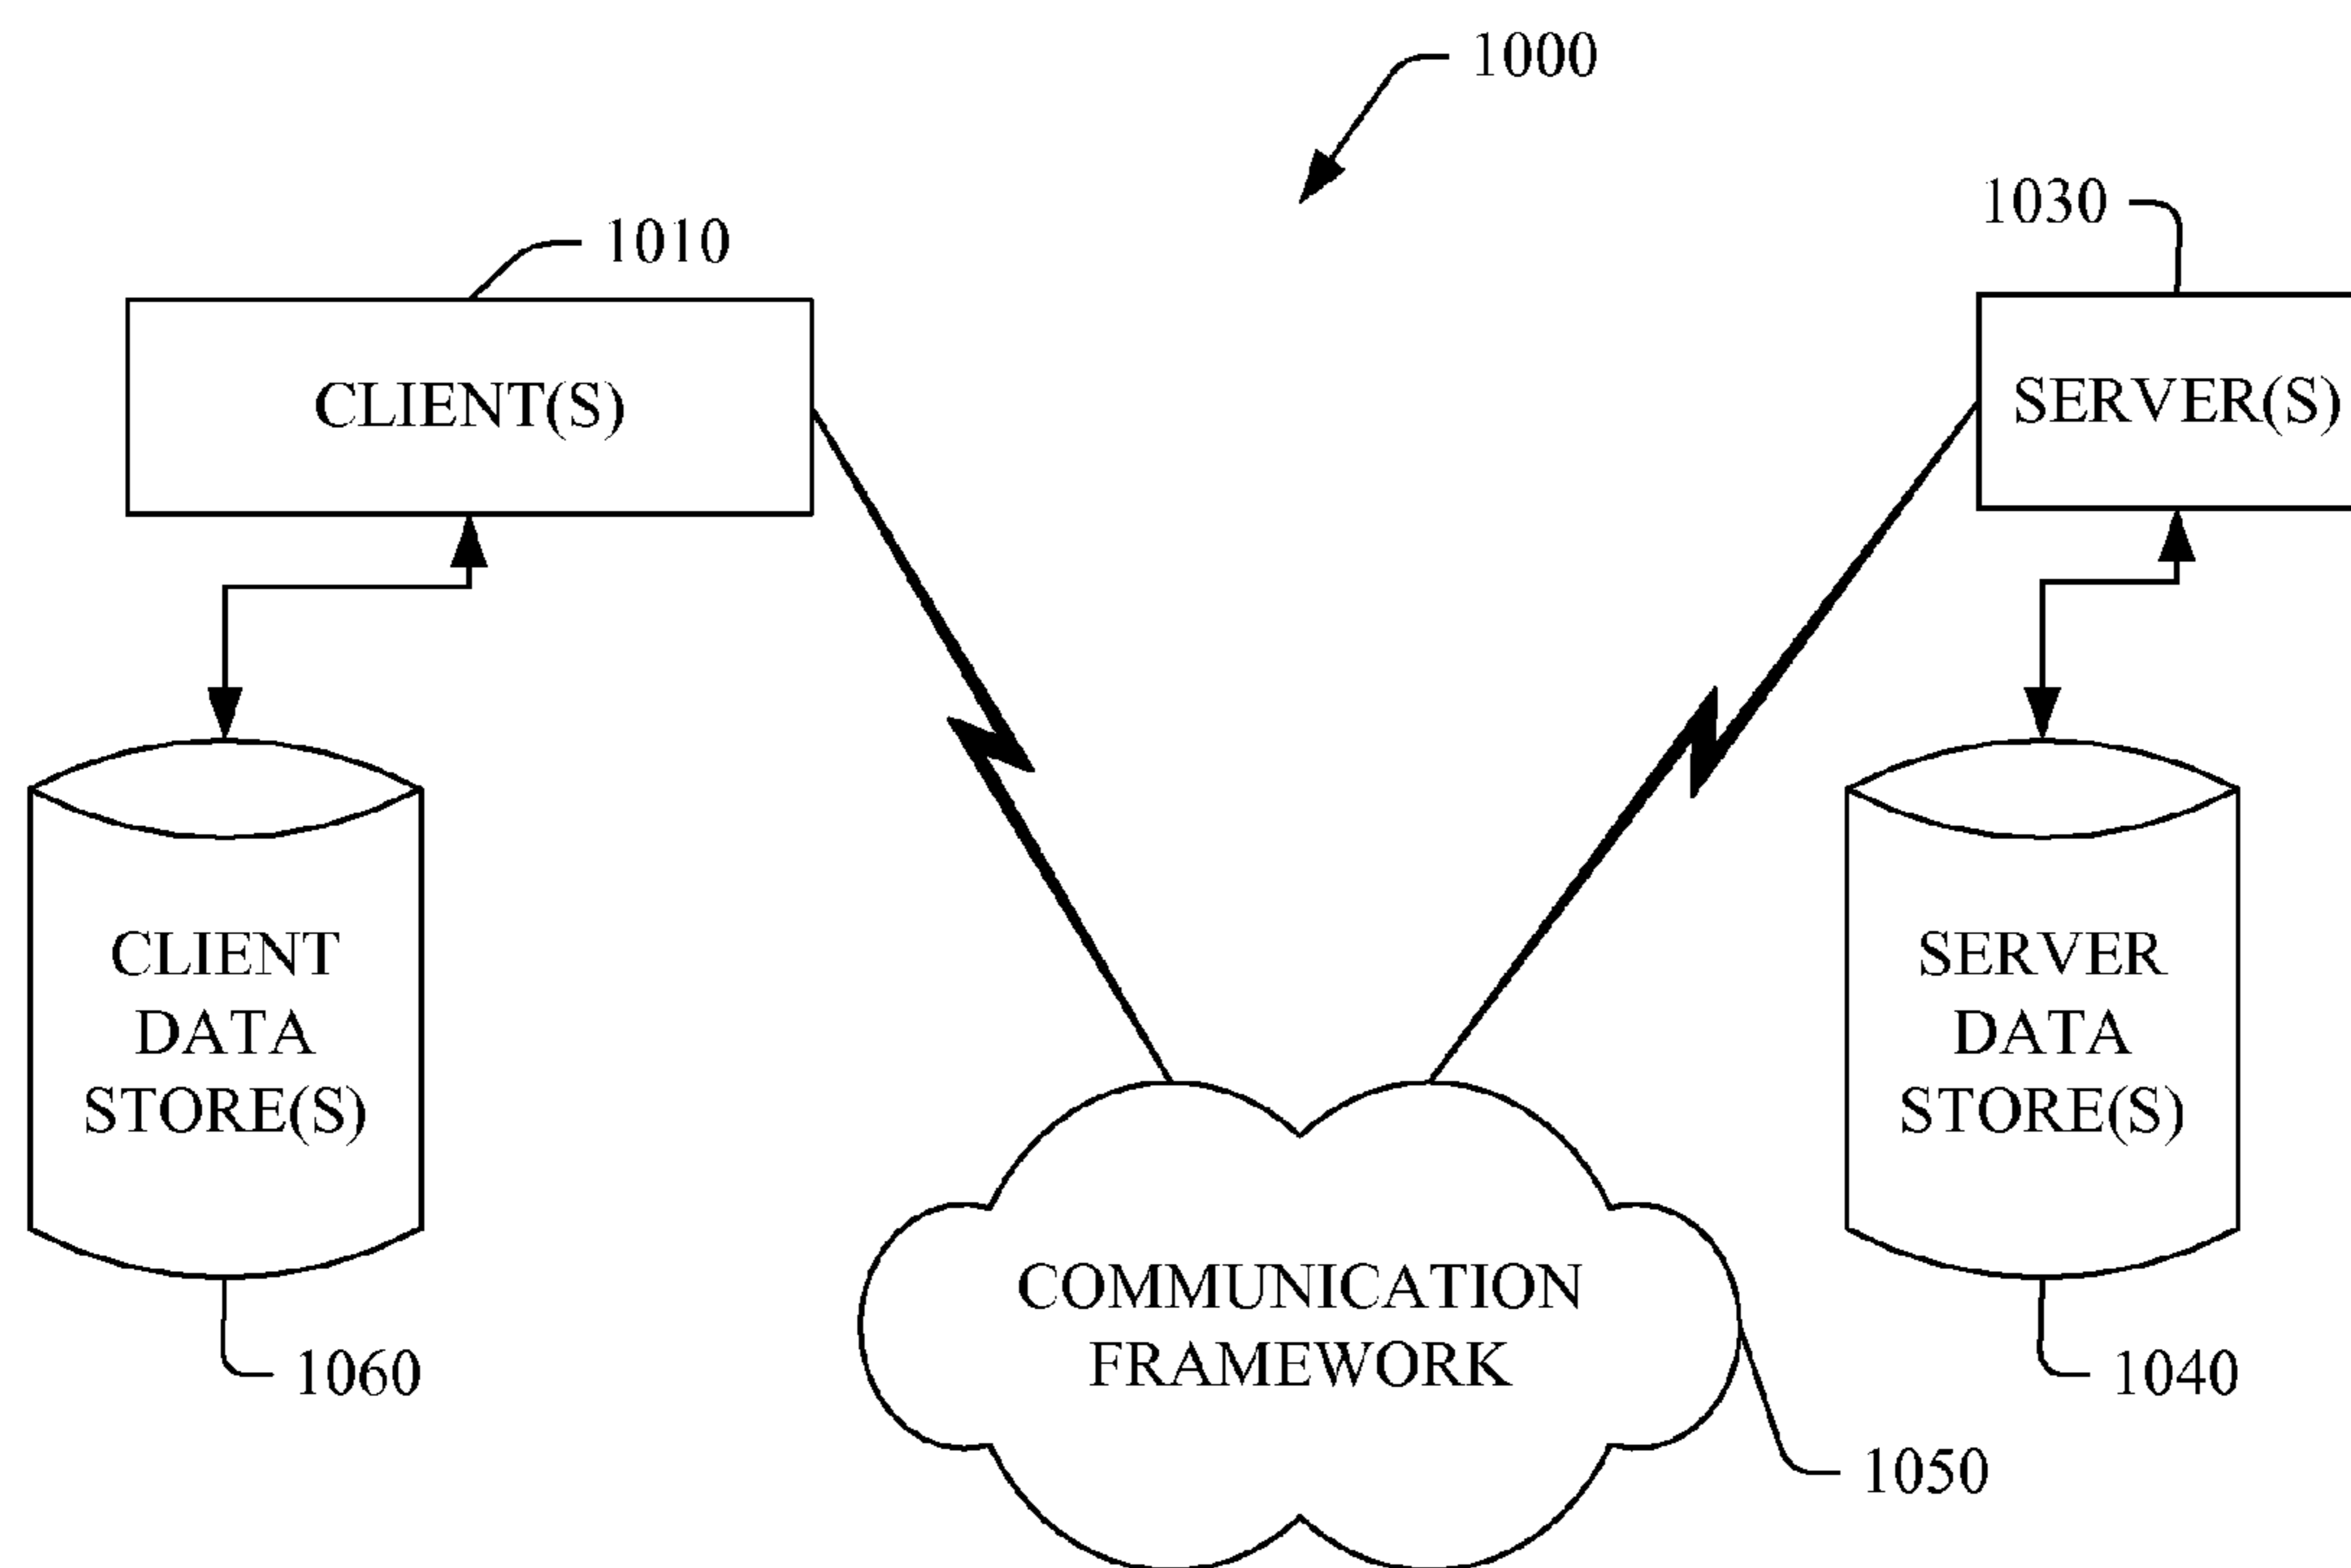 1000
1010
1030
CLIENT(S)
SERVER(S)
CLIENT
DATA
STORE(S)
SERVER
DATA
STORE(S)
COMMUNICATION
FRAMEWORK
1060
1040
1050